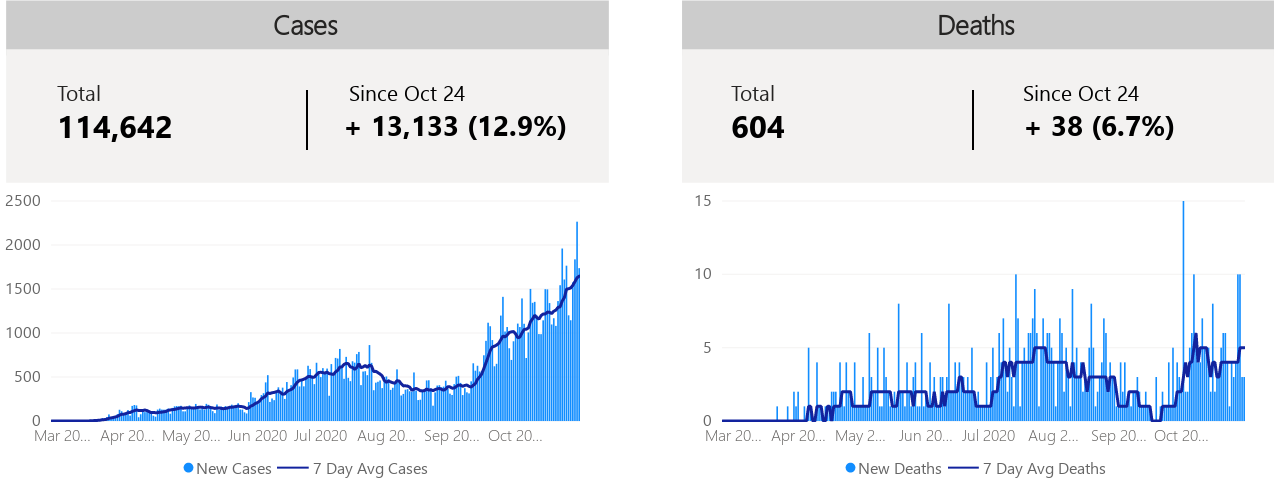 Cases
Total
Since Oct 24
114,642
+ 13,133 (12.9%)
2500
2000
1500
1000
500
0
Mar 20... Apr 20... May 20... Jun 2020 Jul 2020 Aug 20... Sep 20... Oct 20...
New Cases 7 Day Avg Cases
Deaths
Total
Since Oct 24
604
+ 38 (6.7%)
15
10
5
0
Mar 20... Apr 20... May 2... Jun 20... Jul 2020 Aug 2... Sep 20... Oct 20...
New Deaths 7 Day Avg Deaths